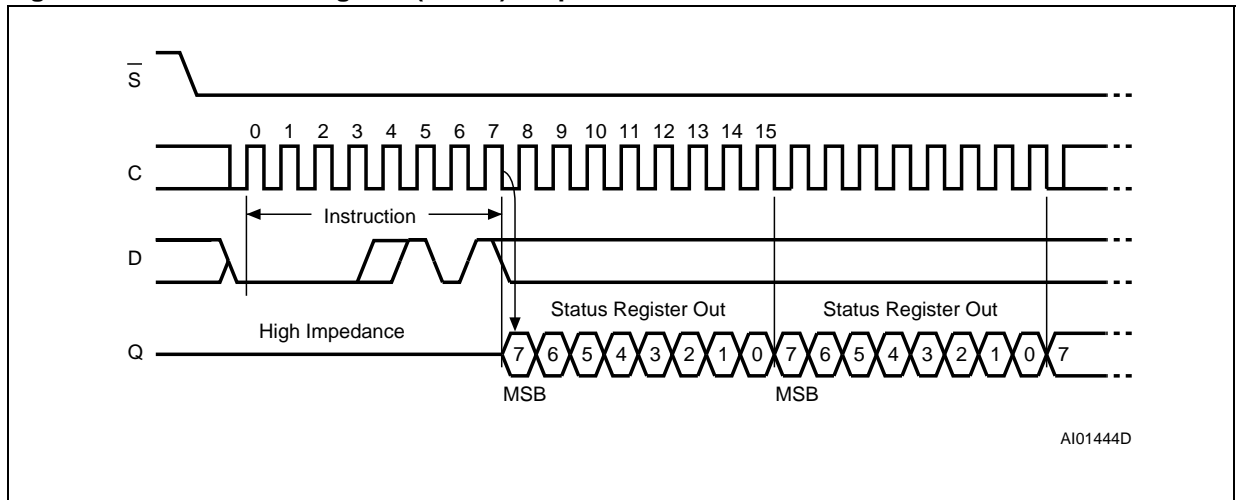 S
0 1 2 3 4 5 6 7 8 9 10 11 12 13 14 15
C
Instruction
D
Status Register Out Status Register Out
High Impedance
Q 7 6 5 4 3 2 1 0 7 6 5 4 3 2 1 0 7
MSB MSB
AI01444D